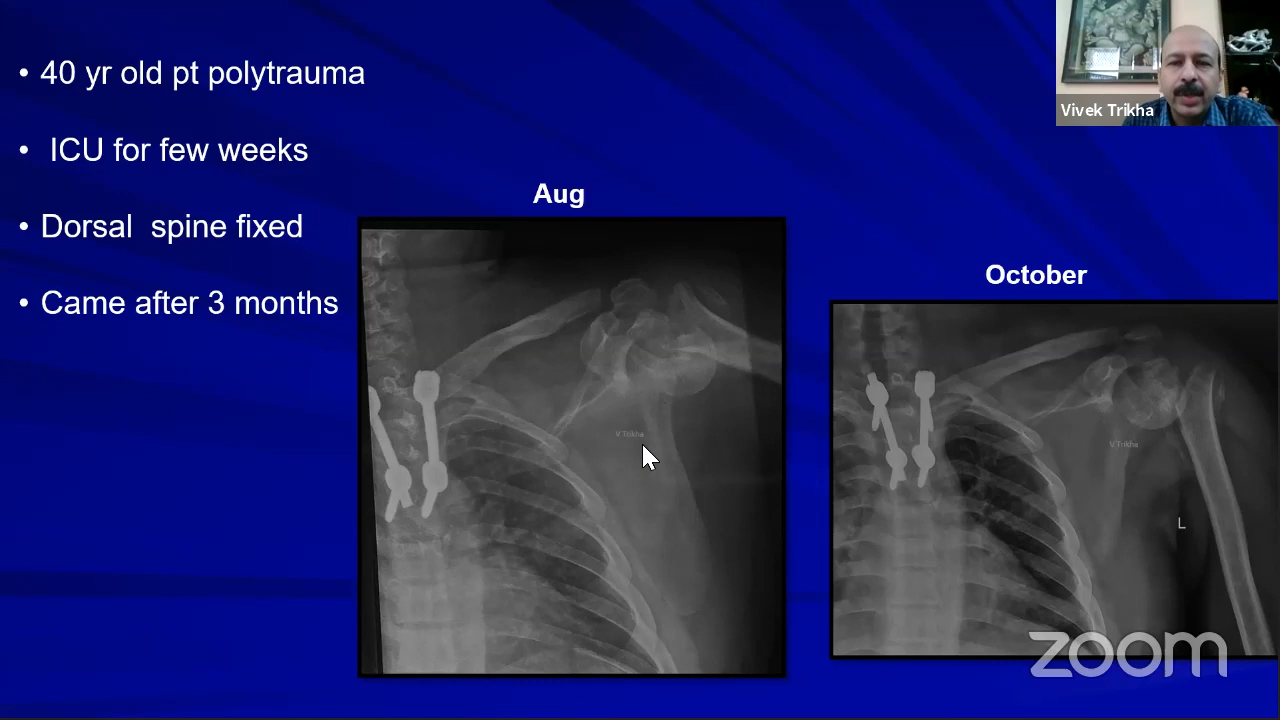 • 40 yr old pt polytrauma
• ICU for few weeks
• Dorsal spine fixed
• Came after 3 months
Aug
October
V Trikha
V.Trikha
L
Vivek Trikha
zoom